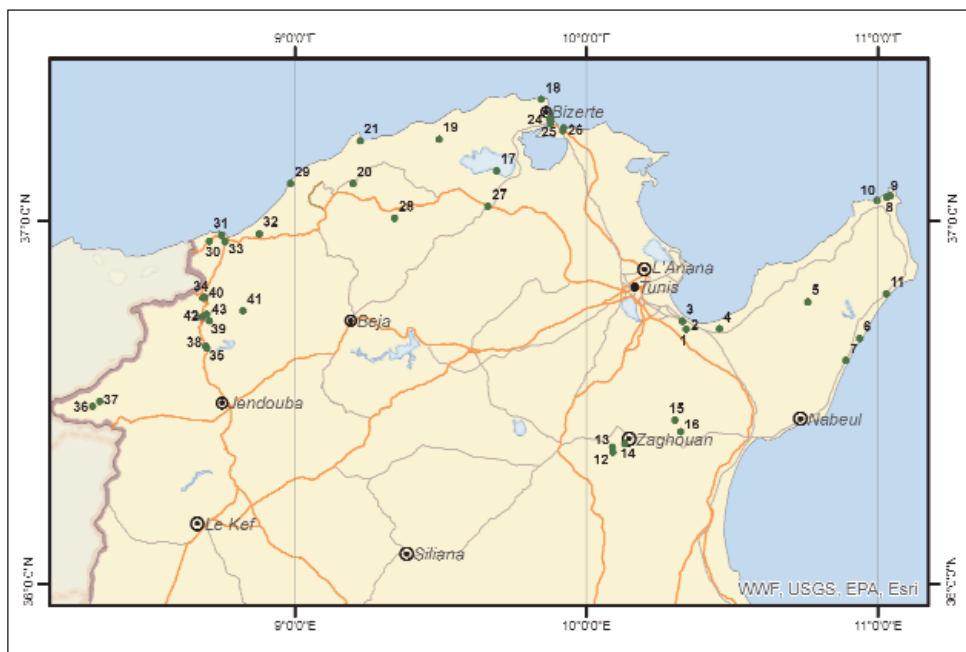 9°0'0"E 10°0'0"E 11°0'0"E
18
Bizerte
24
25 26
21 19
17
29 20
27
28
10 9
8
37°0'0"N 37°0'0"N
31 32
30 33
L'Ariana
Tunis
34 40
43 41
42
39
38
35
11
5
3
2 4
1
6
7
Beja
36 37
Jendouba
15
16
Nabeul
13 Zaghouan
12 14
Le Kef
Siliana
36°0'0"N 36°0'0"N
WWF, USGS, EPA, Esri
9°0'0"E 10°0'0"E 11°0'0"E